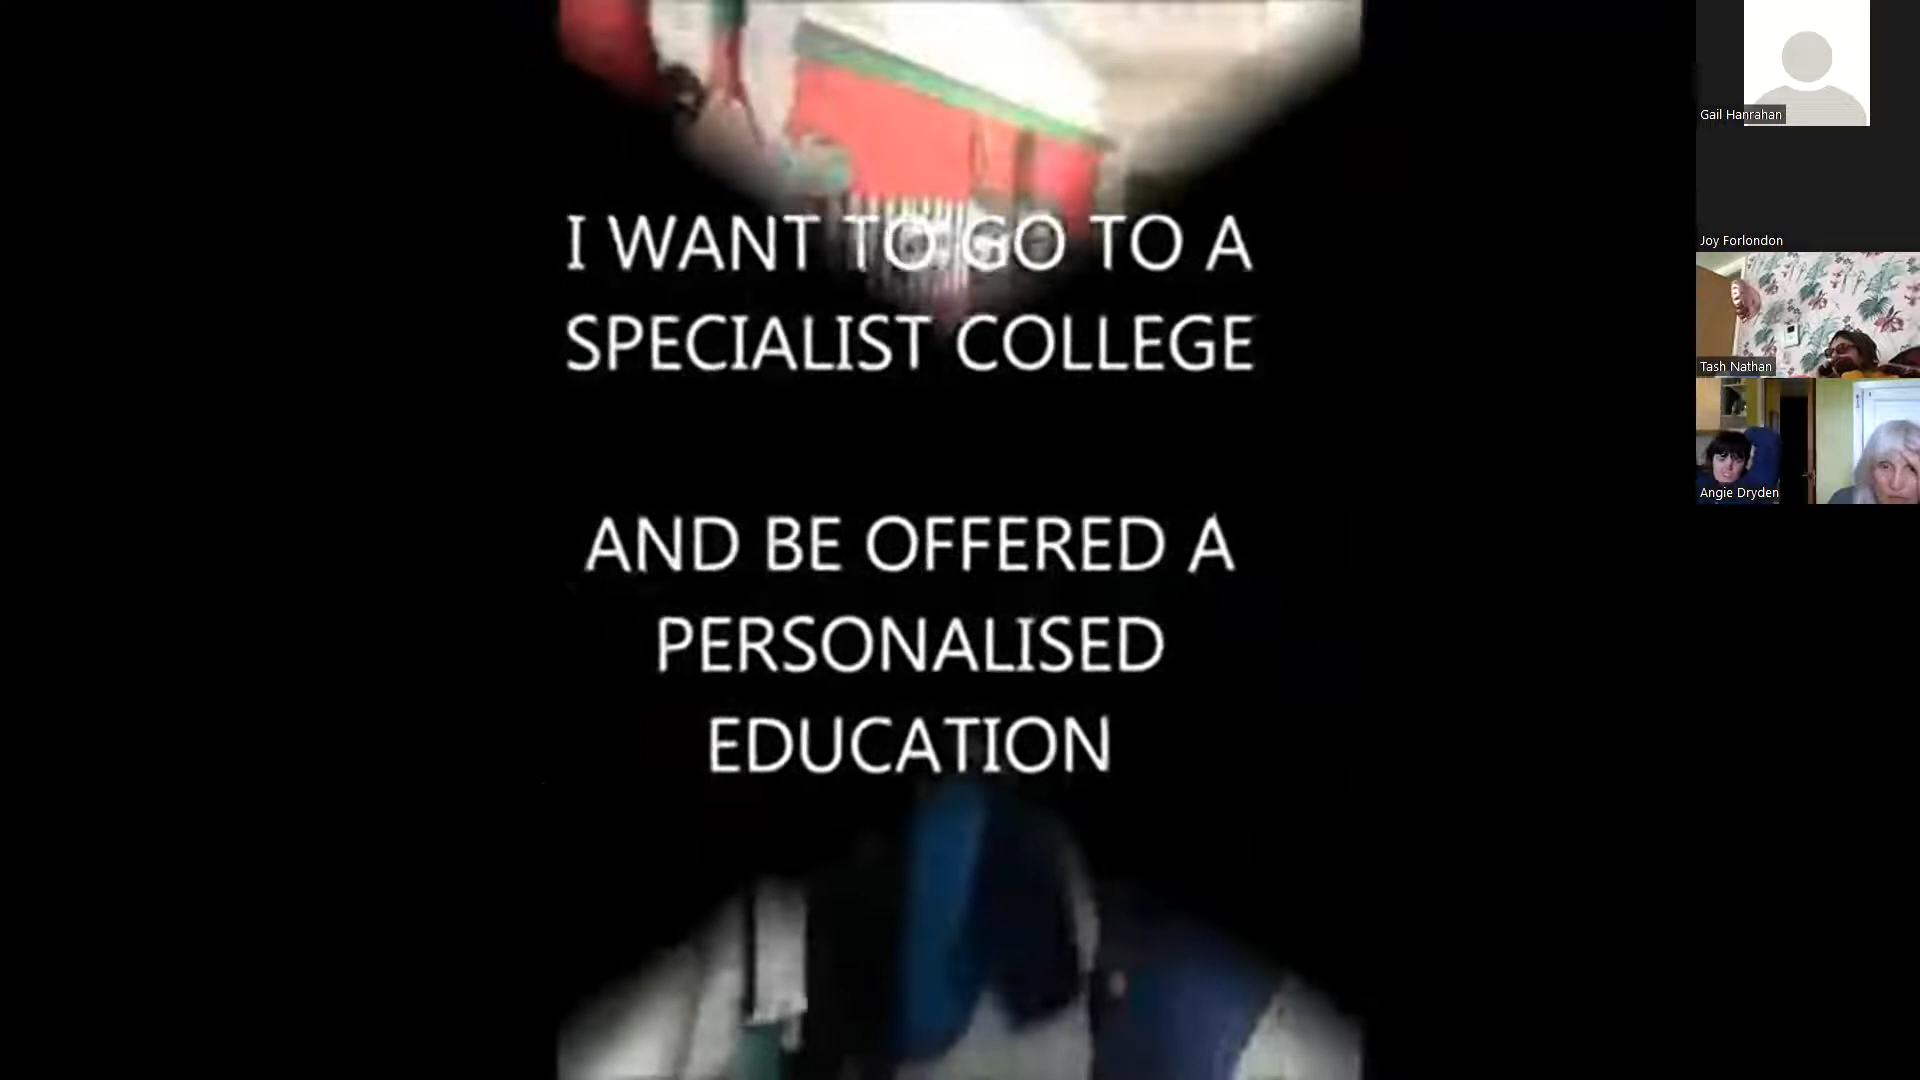 I WANT TO GO TO A
SPECIALIST COLLEGE
AND BE OFFERED A
PERSONALISED
EDUCATION
Gail Hanrahan
Joy Forlondon
Tash Nathan
Angie Dryden